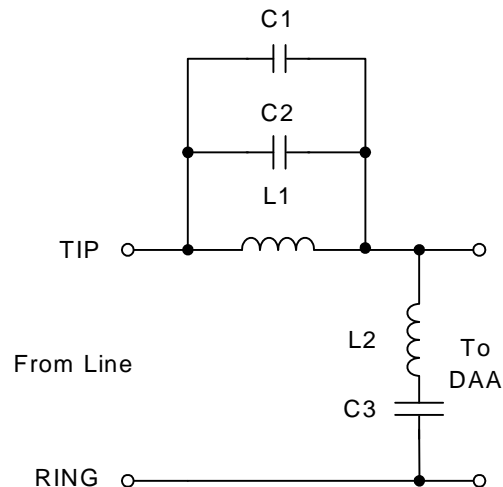 C1
C2
L1
TIP
L2
To
DAA
From Line
C3
RING